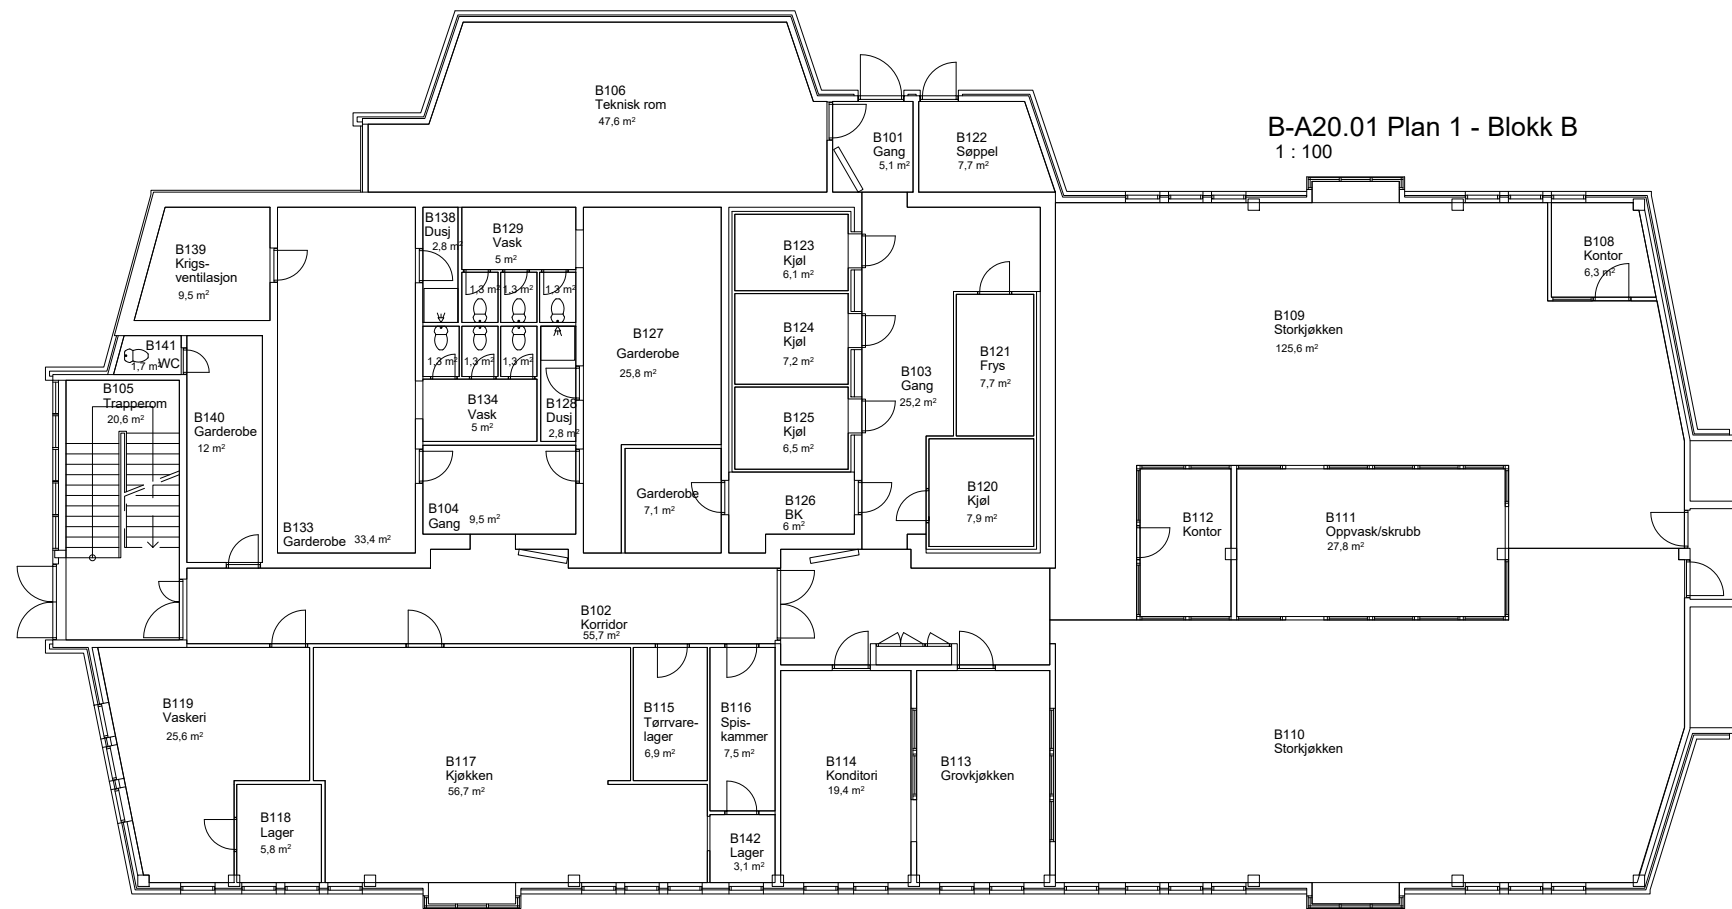 B106
Teknisk rom
47,6 m²
B101
Gang
5,1 m²
B122
Søppel
7,7 m²
B-A20.01 Plan 1 - Blokk B
1 : 100
B139
Krigs-
ventilasjon
9,5 m²
B138
Dusj
2,8 m²
B129
Vask
5 m²
1,3 m²
1,3 m²
1,3 m²
1,3 m²
1,3 m²
1,3 m²
B134
Vask
5 m²
B128
Dusj
2,8 m²
B127
Garderobe
25,8 m²
B123
Kjøl
6,1 m²
B124
Kjøl
7,2 m²
B125
Kjøl
6,5 m²
B103
Gang
25,2 m²
B121
Frys
7,7 m²
B120
Kjøl
7,9 m²
B109
Storkjøkken
125,6 m²
B108
Kontor
6,3 m²
B141
WC
1,7 m²
B105
Trapperom
20,6 m²
B140
Garderobe
12 m²
B133
Garderobe 33,4 m²
B104
Gang
9,5 m²
Garderobe
7,1 m²
B126
BK
6 m²
B112
Kontor
B111
Oppvask/skrubb
27,8 m²
B102
Korridor
55,7 m²
B119
Vaskeri
25,6 m²
B118
Lager
5,8 m²
B117
Kjøkken
56,7 m²
B115
Tørrvare-
lager
6,9 m²
B116
Spis-
kammer
7,5 m²
B142
Lager
3,1 m²
B114
Konditori
19,4 m²
B113
Grovkjøkken
B110
Storkjøkken